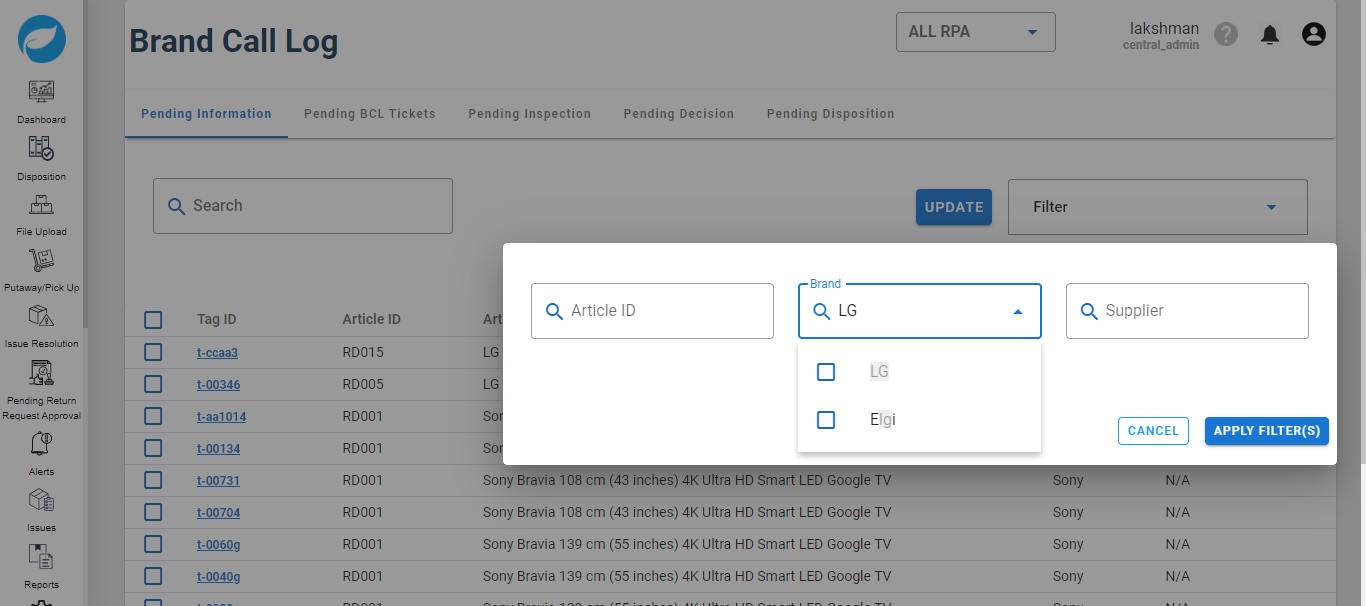 Brand Call Log
ALL RPA
lakshman
central_admin
?
Dashboard
Disposition
File Upload
Putaway/Pick Up
Issue Resolution
Pending Return
Request Approval
Alerts
Issues
Reports
Pending Information Pending BCL Tickets Pending Inspection Pending Decision Pending Disposition
Search
UPDATE
Filter
Article ID
Brand
LG
Supplier
LG
Elgi
CANCEL
APPLY FILTER(S)
Tag ID Article ID Art
t-ccaa3 RD015 LG
t-00346 RD005 LG
t-aa1014 RD001 Sor
t-00134 RD001 Sor
t-00731 RD001 Sony Bravia 108 cm (43 inches) 4K Ultra HD Smart LED Google TV Sony N/A
t-00704 RD001 Sony Bravia 108 cm (43 inches) 4K Ultra HD Smart LED Google TV Sony N/A
t-0060g RD001 Sony Bravia 139 cm (55 inches) 4K Ultra HD Smart LED Google TV Sony N/A
t-0040g RD001 Sony Bravia 139 cm (55 inches) 4K Ultra HD Smart LED Google TV Sony N/A